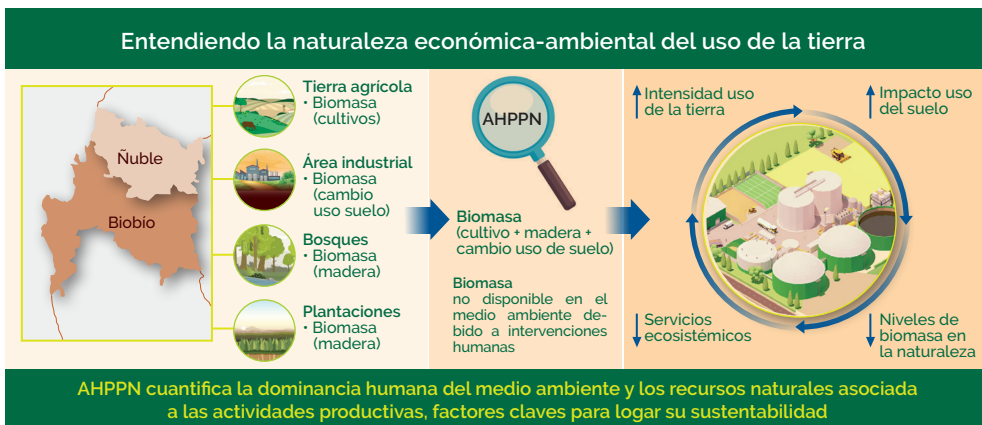 Entendiendo la naturaleza económica-ambiental del uso de la tierra
Ñuble
Biobío
Tierra agrícola
• Biomasa
(cultivos)
Área industrial
• Biomasa
(cambio
uso suelo)
Bosques
• Biomasa
(madera)
Plantaciones
• Biomasa
(madera)
AHPPN
Biomasa
(cultivo + madera +
cambio uso de suelo)
Biomasa
no disponible en el
medio ambiente de-
bido a intervenciones
humanas
Intensidad uso
de la tierra
Impacto uso
del suelo
Servicios
ecosistémicos
Niveles de
biomasa en
la naturaleza
AHPPN cuantifica la dominancia humana del medio ambiente y los recursos naturales asociada
a las actividades productivas, factores claves para logar su sustentabilidad